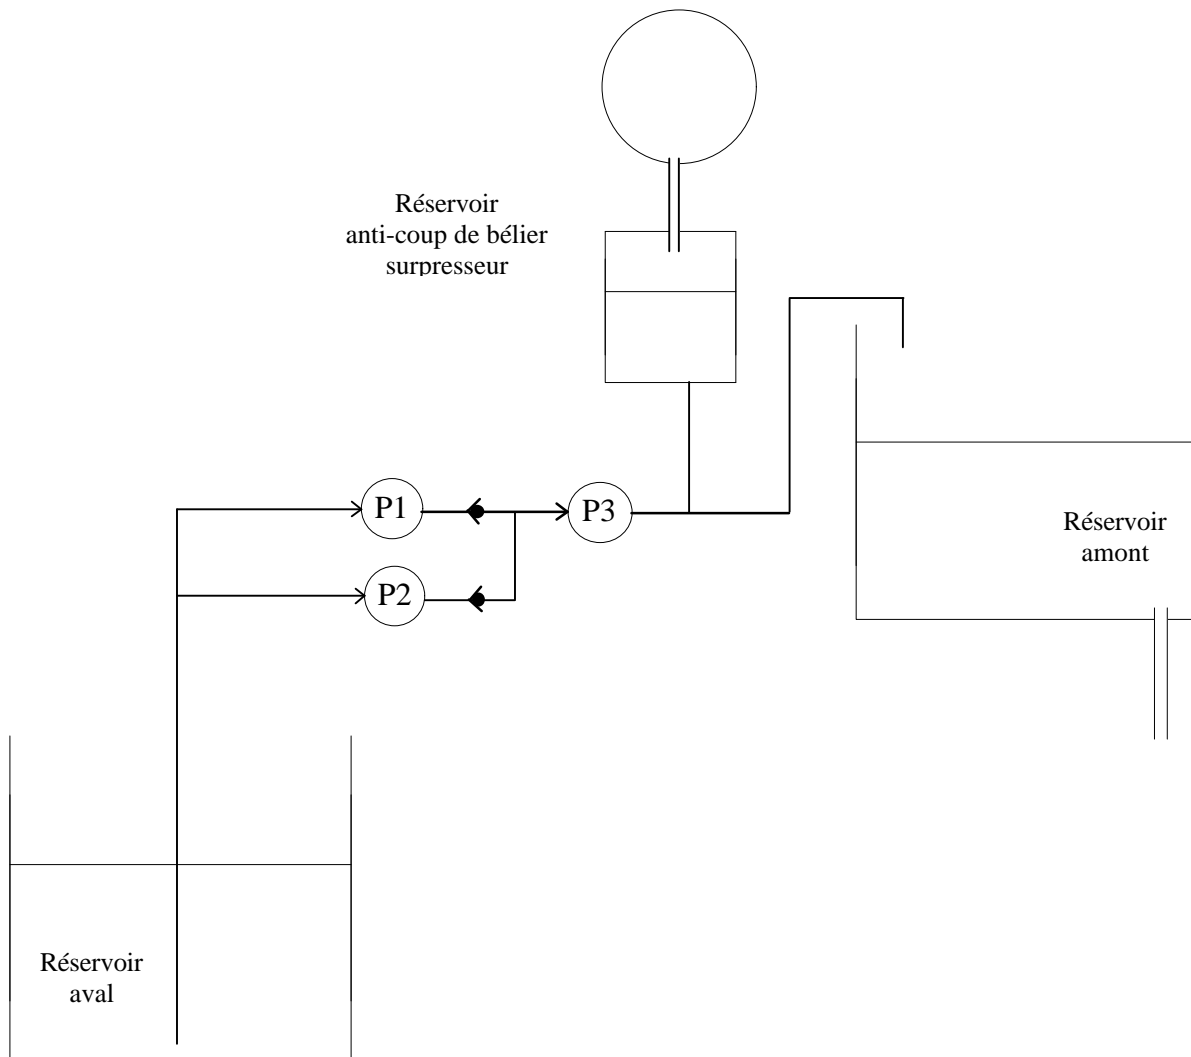 Réservoir
anti-coup de bélier
surpresseur
P1
P3
P2
Réservoir
amont
Réservoir
aval